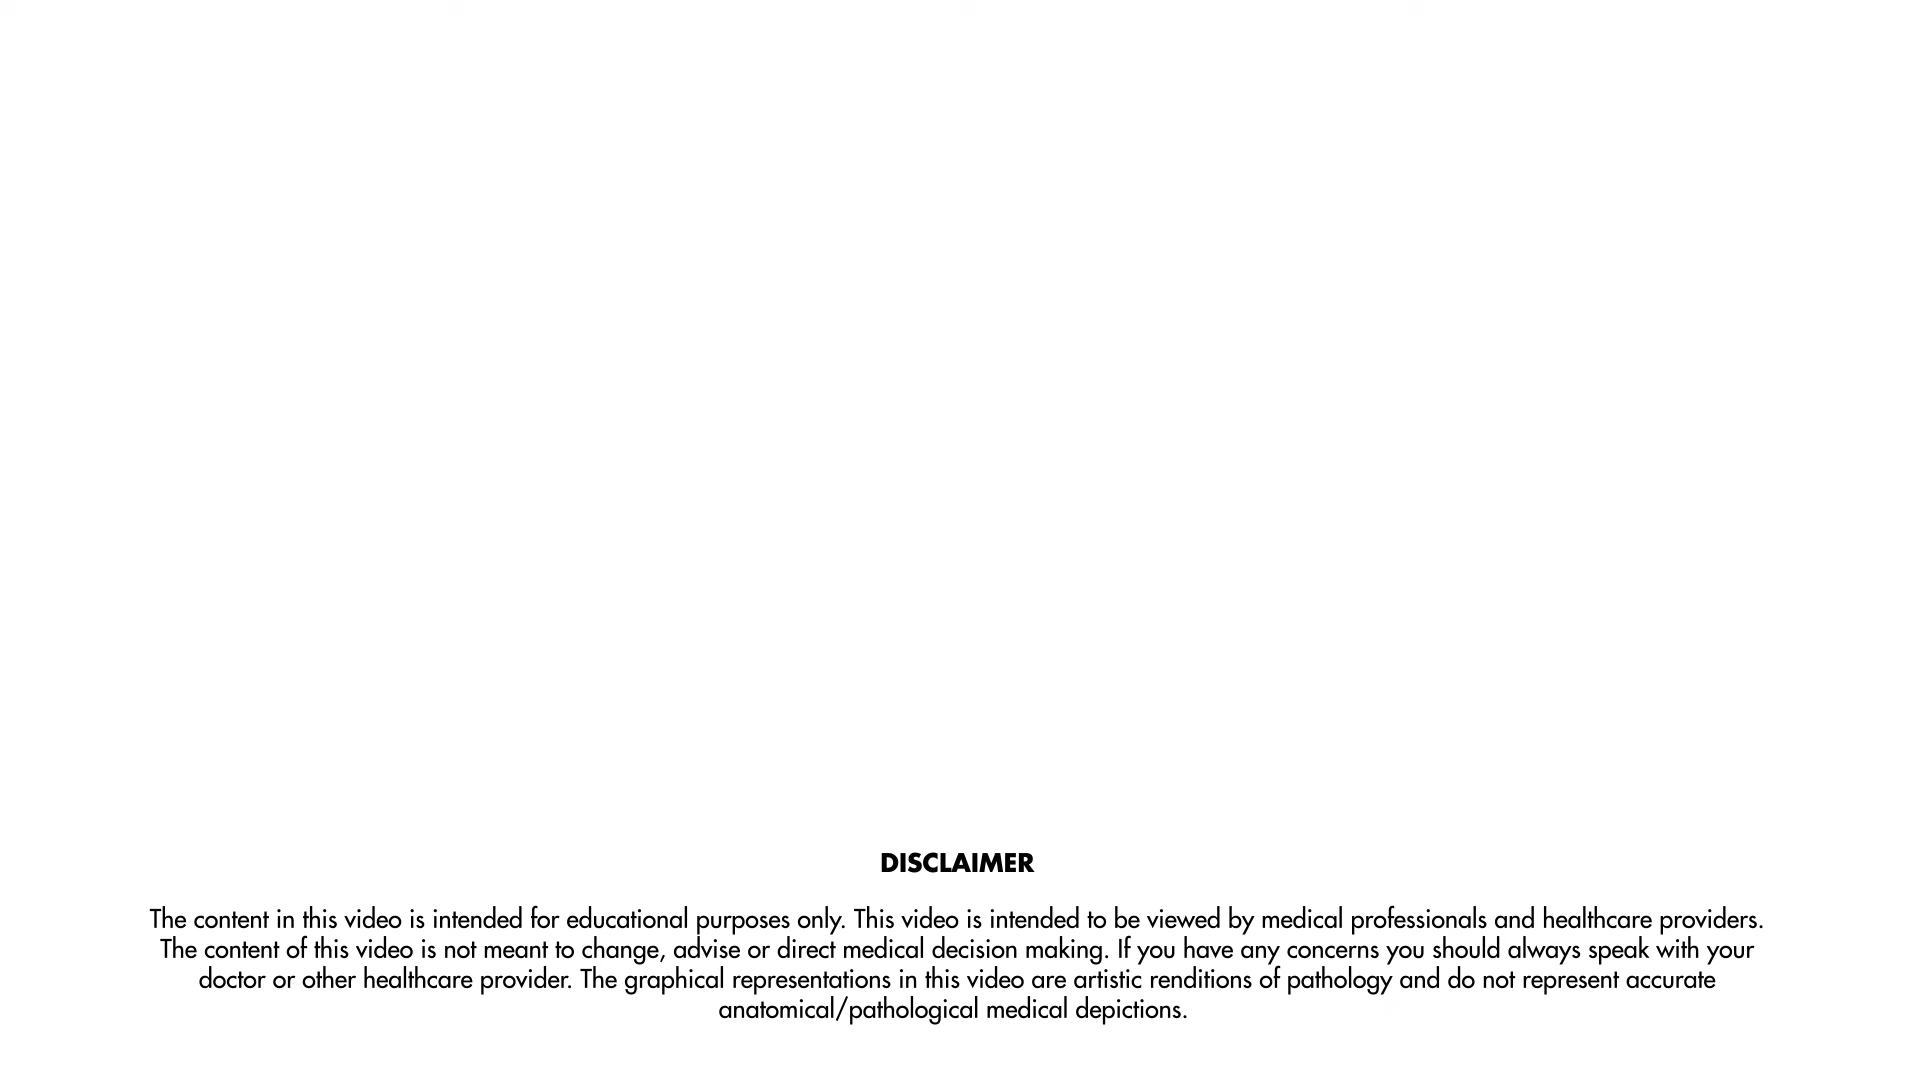 DISCLAIMER
The content in this video is intended for educational purposes only. This video is intended to be viewed by medical professionals and healthcare providers.
The content of this video is not meant to change, advise or direct medical decision making. If you have any concerns you should always speak with your
doctor or other healthcare provider. The graphical representations in this video are artistic renditions of pathology and do not represent accurate
anatomical/pathological medical depictions.